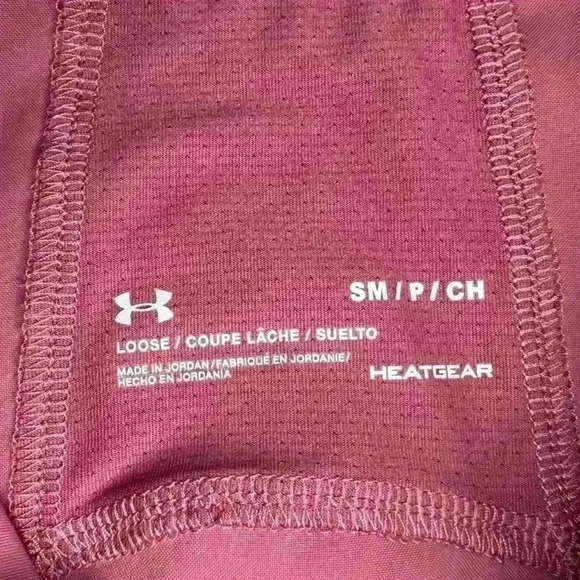 SM / P / CH
LOOSE / COUPE LÂCHE / SUELTO
MADE IN JORDAN / FABRIQUÉ EN JORDANIE /
HECHO EN JORDANIA
HEATGEAR